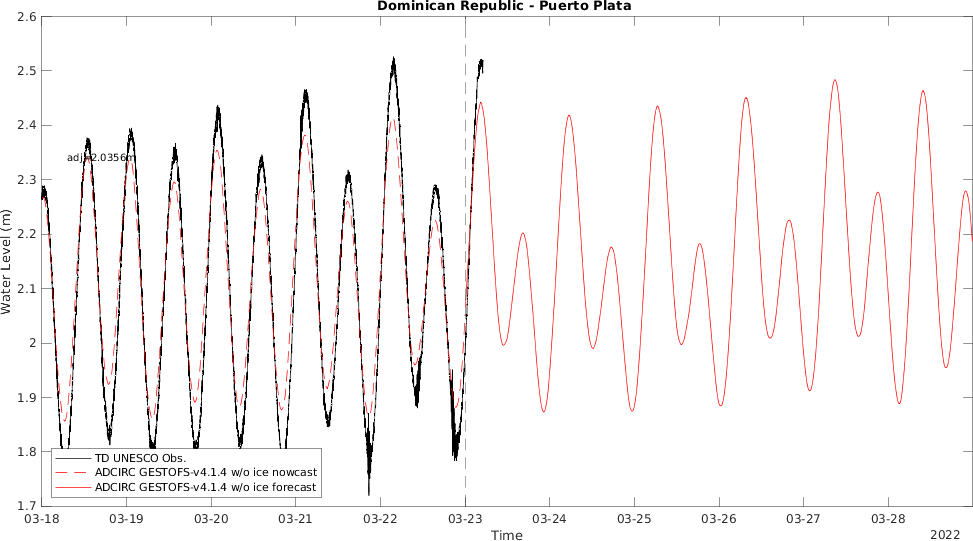 Dominican Republic - Puerto Plata
2.6
2.5
2.4
2.3
2.2
2.1
2
1.9
1.8
1.7
Water Level (m)
adj=2.0356m
TD UNESCO Obs.
ADCIRC GESTOFS-v4.1.4 w/o ice nowcast
ADCIRC GESTOFS-v4.1.4 w/o ice forecast
03-18 03-19 03-20 03-21 03-22 03-23 03-24 03-25 03-26 03-27 03-28
Time
2022